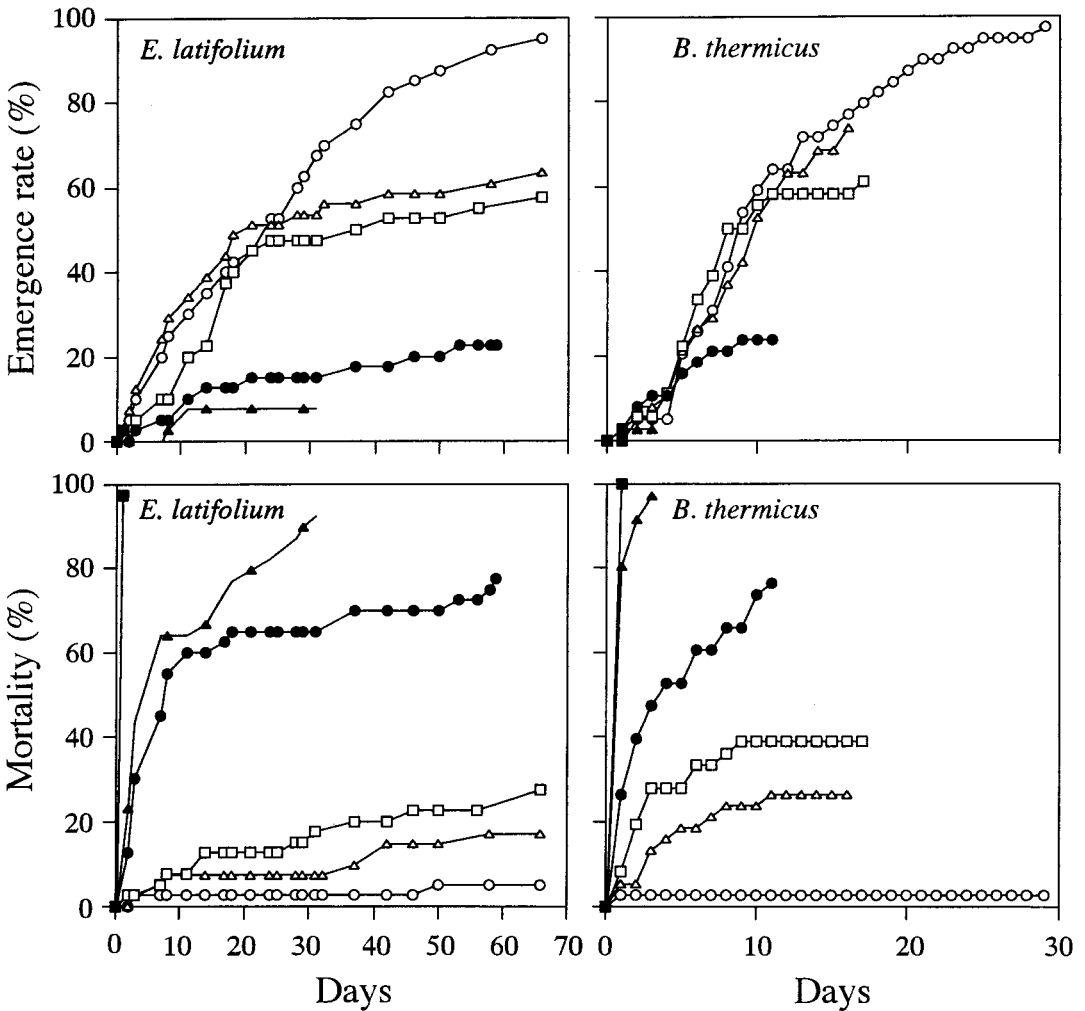 100
80
60
40
20
0
Emergence rate (%)
E. latifolium
B. thermicus
100
80
60
40
20
0
Mortality (%)
E. latifolium
B. thermicus
0 10 20 30 40 50 60 70
0 10 20 30
Days
Days